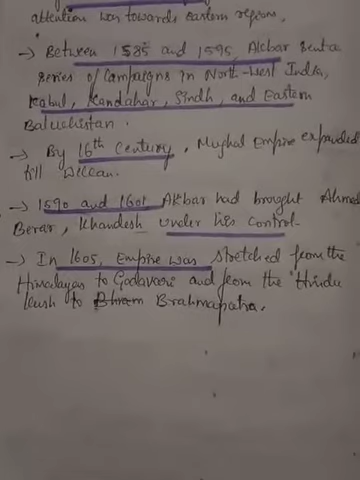 attention was towards eastern regions.
→ Between 1585 and 1595, Akbar sent a
series of campaigns in North-West India,
Kabul, Kandahar, Sindh, and Eastern
Baluchistan.
→ By 16th Century, Mughal Empire expanded
till Deccan.
→ 1590 and 1601 Akbar had brought Ahmed
Berar, Khandesh under his control.
→ In 1605, Empire was stretched from the
Himalayas to Godavari and from the Hindu
Kush to Brahmaputra.